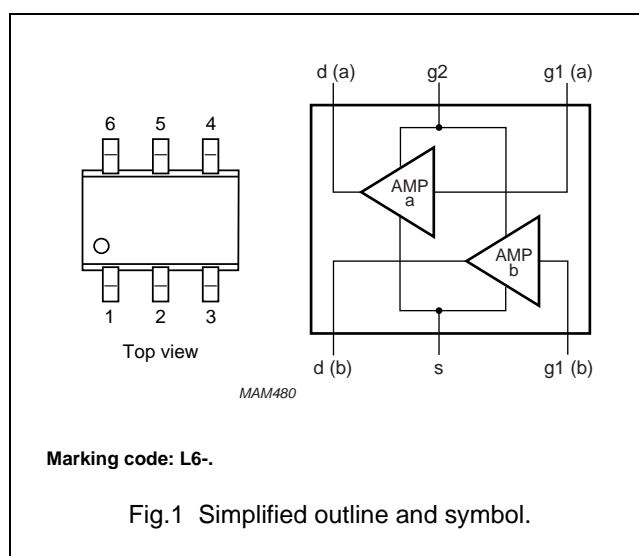 d (a) g2 g1 (a)
6 5 4
AMP
a
AMP
b
1 2 3
Top view
d (b) s g1 (b)
MAM480
Marking code: L6-.
Fig.1 Simplified outline and symbol.